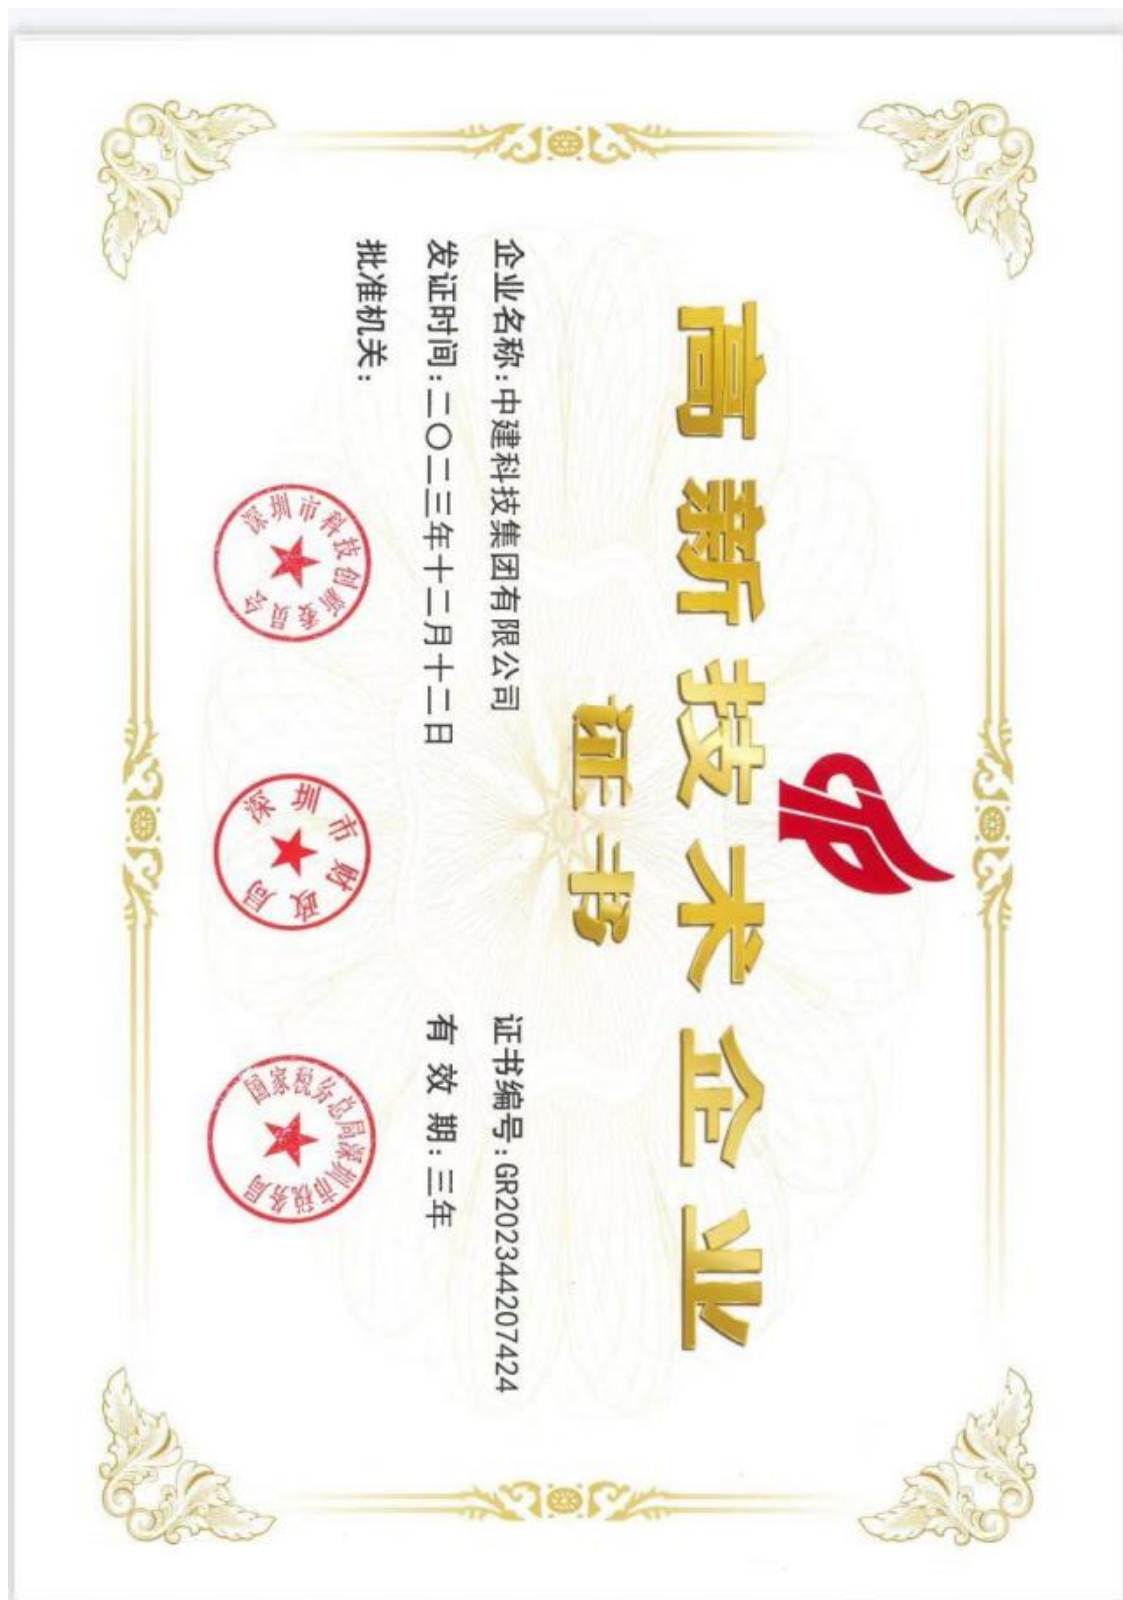 高新技术企业
证书
企业名称:中建科技集团有限公司
证书编号:GR202344207424
发证时间:二〇二三年十二月十二日
有 效 期:三年
批准机关:
深圳市科技创新委员会
深圳市财政局
国家税务总局深圳市税务局